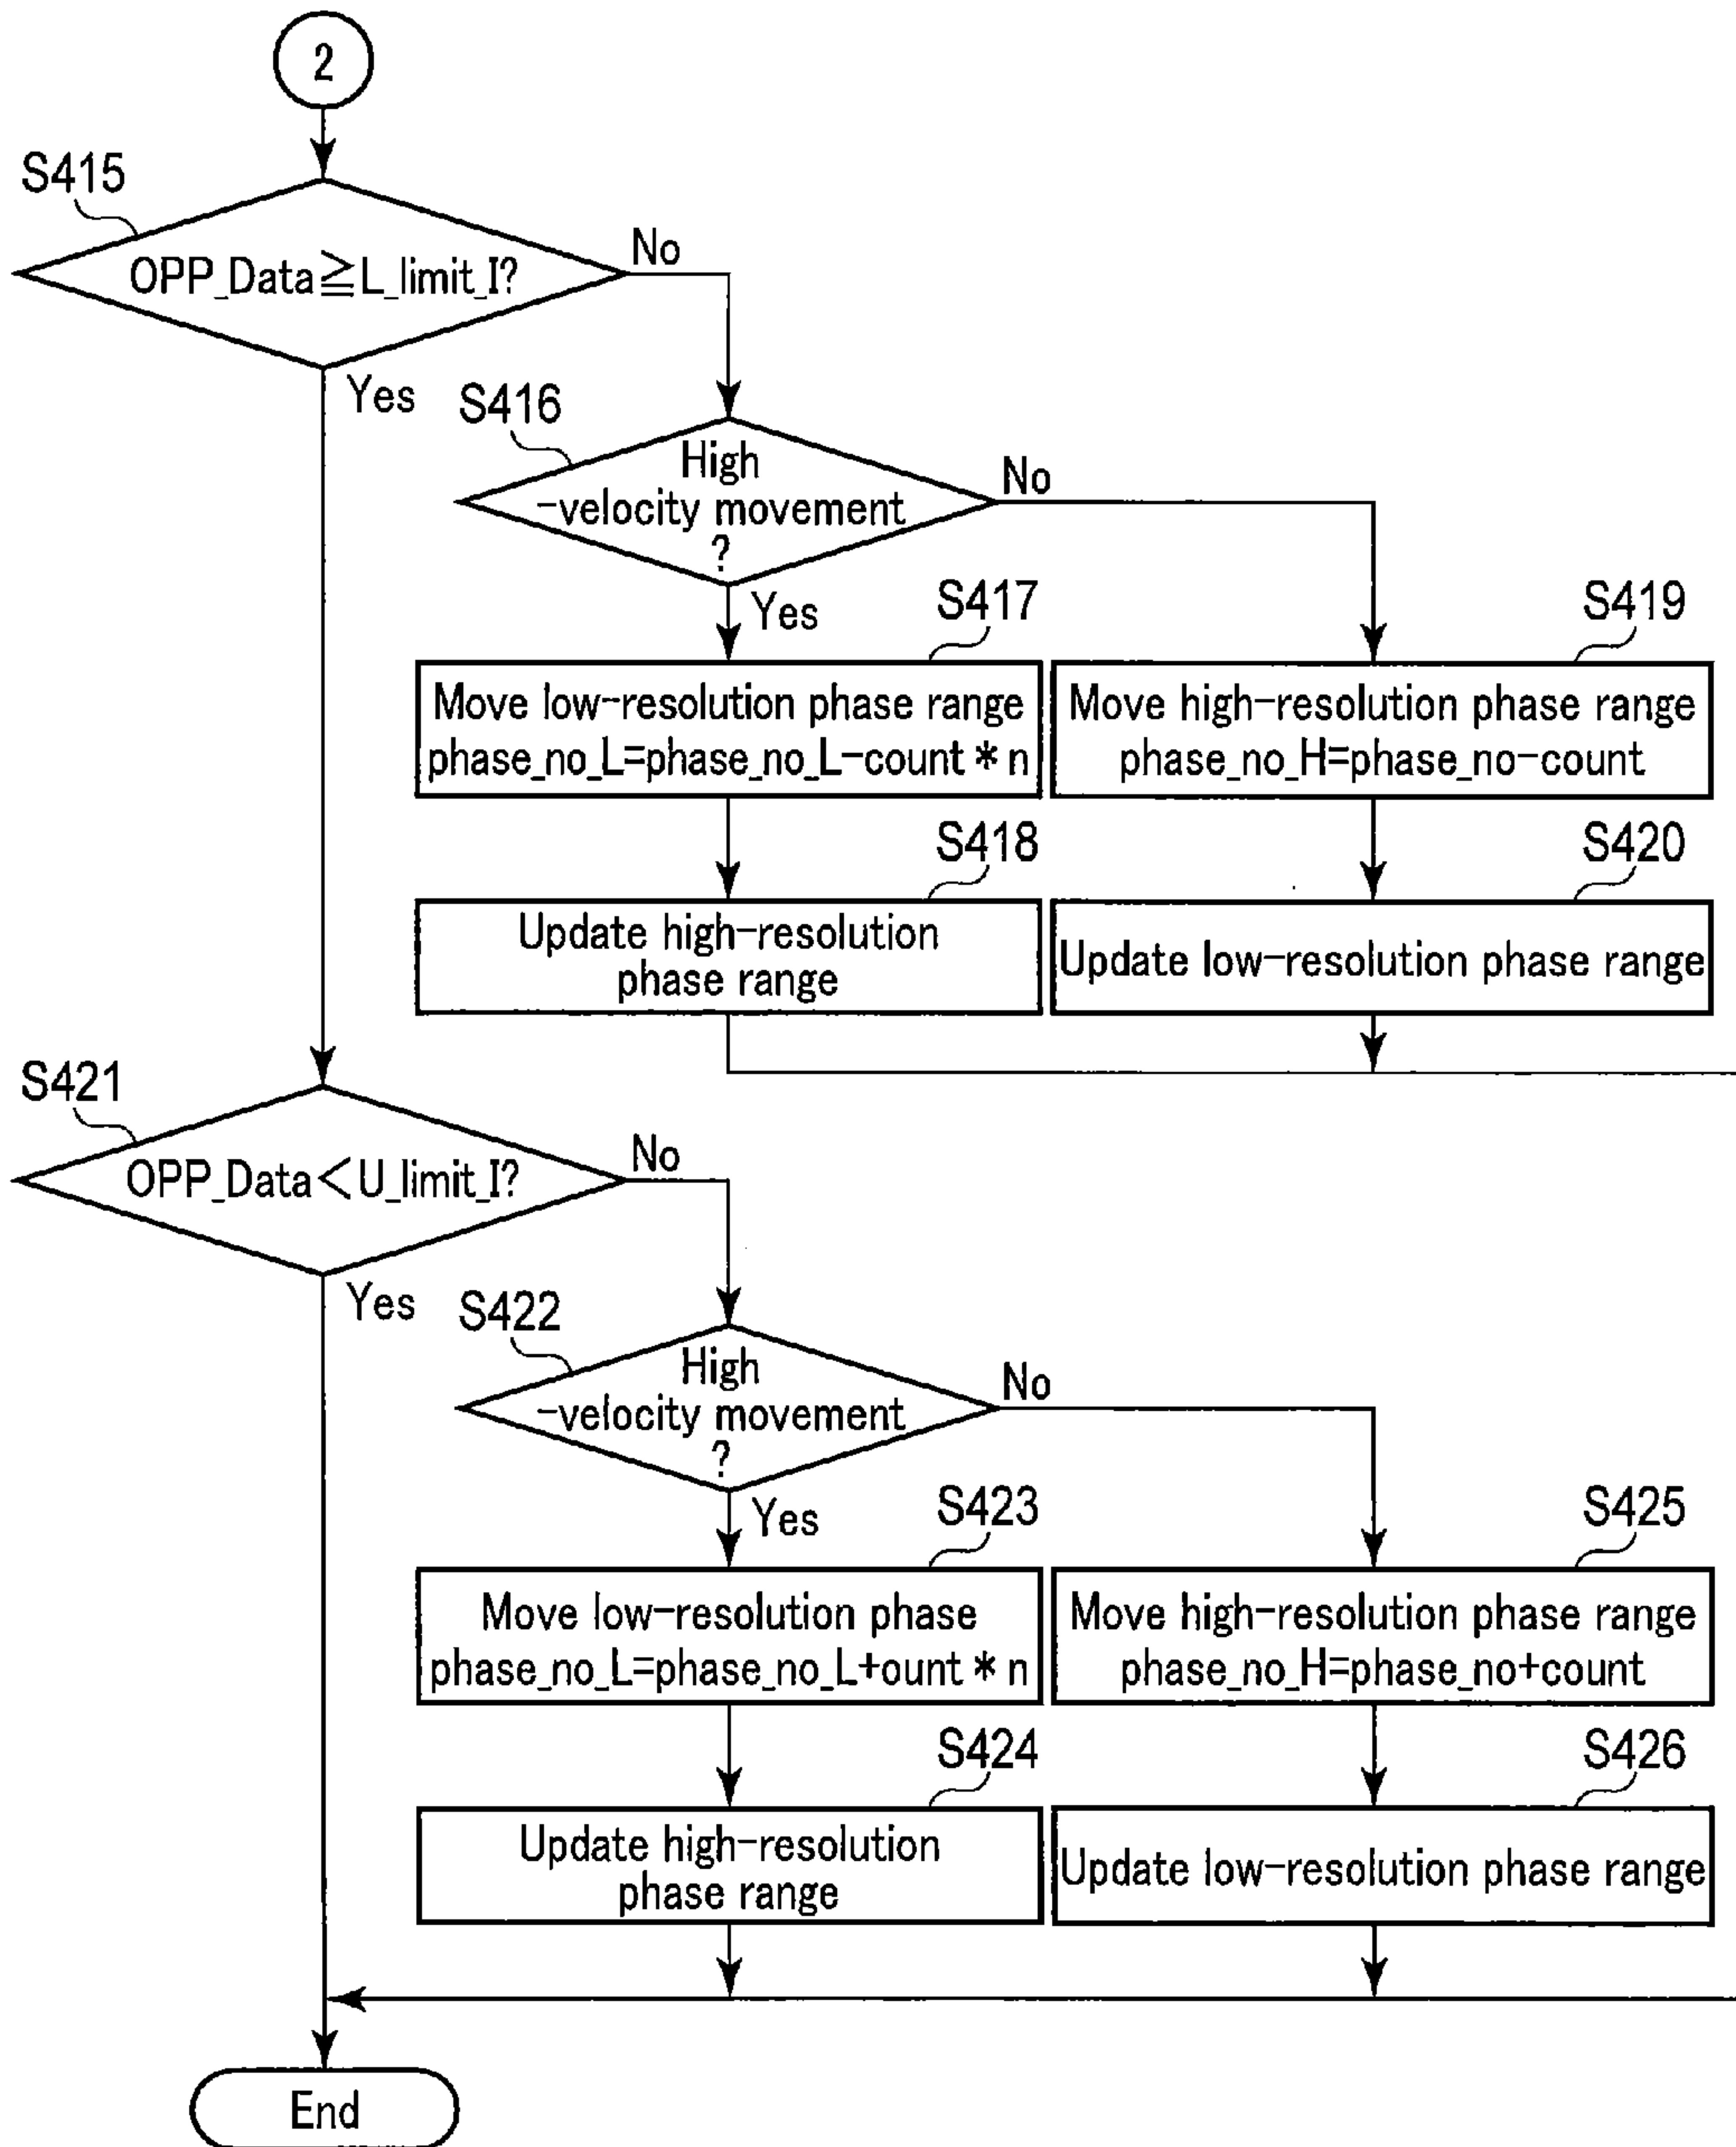 2
S415
OPP_Data≧L_limit_I?
No
Yes
S416
High
-velocity movement
?
No
Yes
S417
Move low-resolution phase range
phase_no_L=phase_no_L-count*n
S419
Move high-resolution phase range
phase_no_H=phase_no-count
S418
Update high-resolution
phase range
S420
Update low-resolution phase range
S421
OPP_Data<U_limit_I?
No
Yes
S422
High
-velocity movement
?
No
Yes
S423
Move low-resolution phase
phase_no_L=phase_no_L+ount*n
S425
Move high-resolution phase range
phase_no_H=phase_no+count
S424
Update high-resolution
phase range
S426
Update low-resolution phase range
End